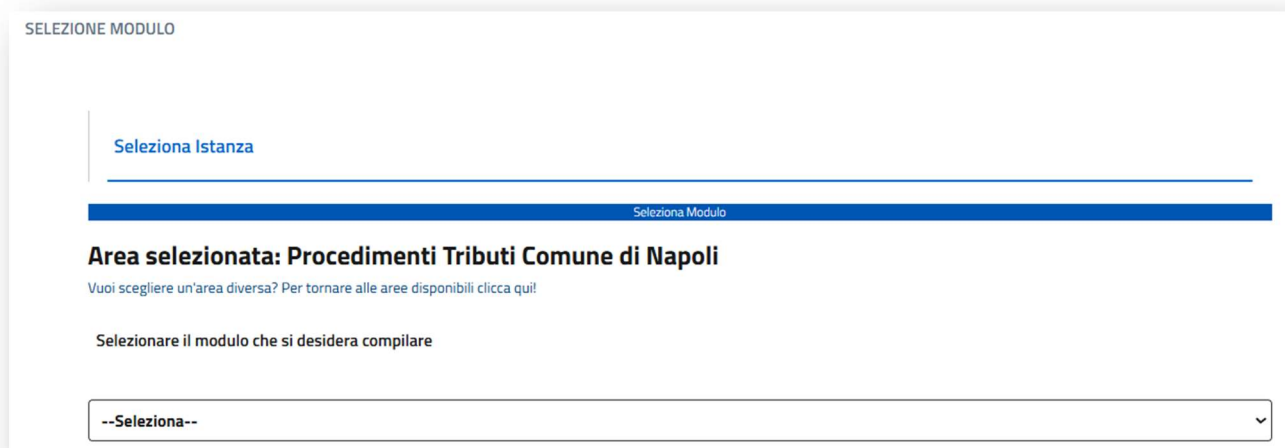 SELEZIONE MODULO
Seleziona Istanza
Seleziona Modulo
Area selezionata: Procedimenti Tributi Comune di Napoli
Vuoi scegliere un'area diversa? Per tornare alle aree disponibili clicca qui!
Selezionare il modulo che si desidera compilare
--Seleziona--